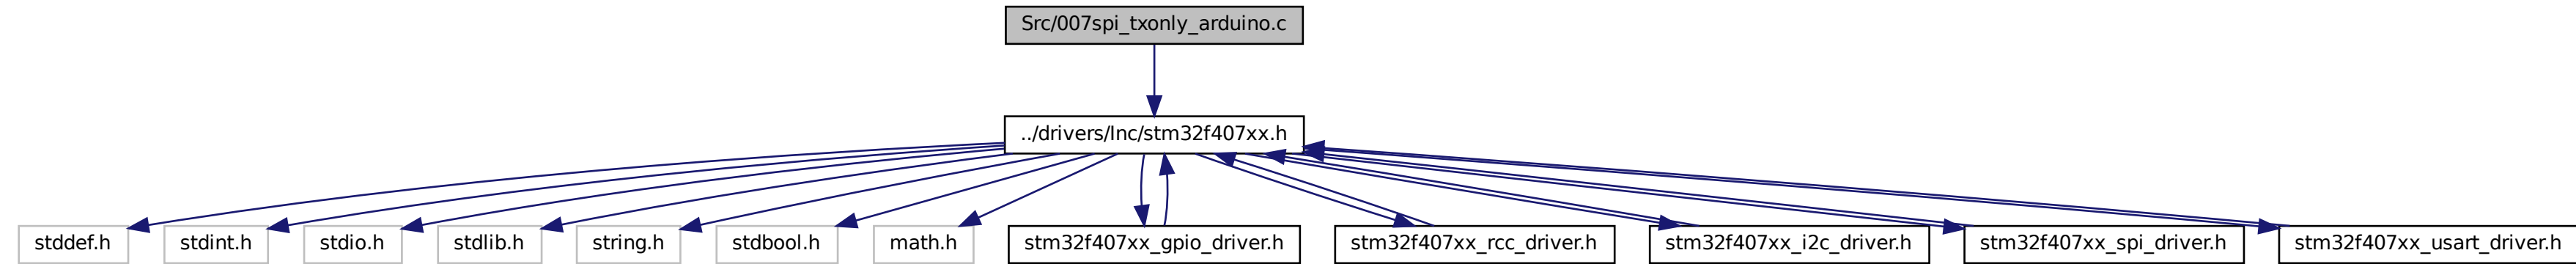 Src/007spi_txonly_arduino.c
../drivers/Inc/stm32f407xx.h
stddef.h
stdint.h
stdio.h
stdlib.h
string.h
stdbool.h
math.h
stm32f407xx_gpio_driver.h
stm32f407xx_rcc_driver.h
stm32f407xx_i2c_driver.h
stm32f407xx_spi_driver.h
stm32f407xx_usart_driver.h